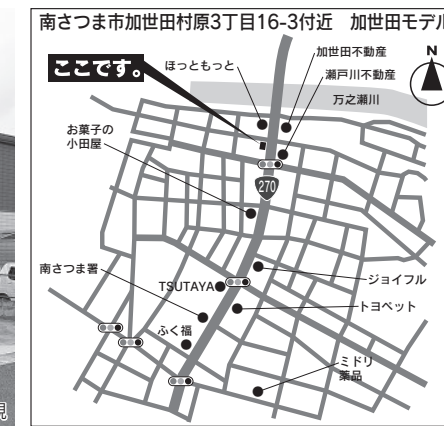 南さつま市加世田村原3丁目16-3付近 加世田モデル
ここです。
ほっともっと
加世田不動産
瀬戸川不動産
N
万之瀬川
お菓子の
小田屋
270
南さつま署
TSUTAYA
ジョイフル
トヨペット
ふく福
ミドリ
薬品
現